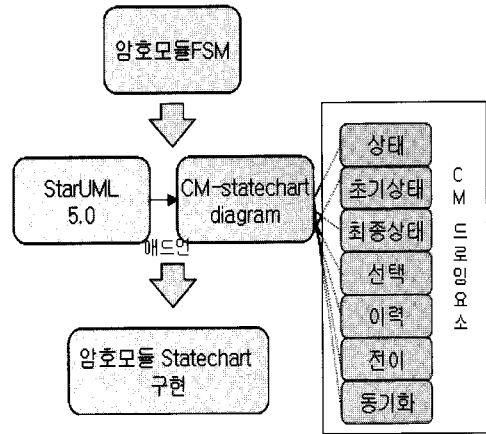 암호모듈FSM
StarUML
5.0
애드인
CM-statechart
diagram
암호모듈 Statechart
구현
상태
초기상태
최종상태
선택
이력
전이
동기화
CM 드로잉요소